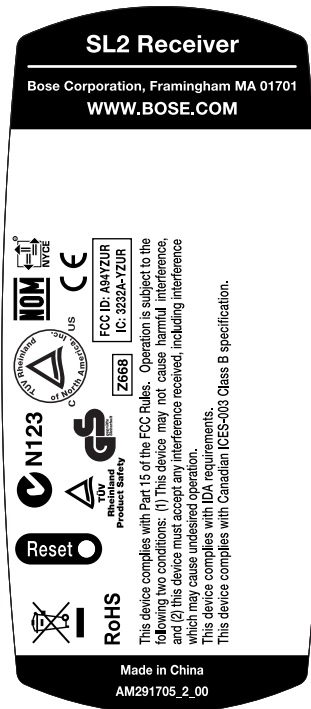 SL2 Receiver
Bose Corporation, Framingham MA 01701
WWW.BOSE.COM
Reset
RoHS
N123
TÜV
Rheinland
Product Safety
GS
TÜV Rheinland
of North America, Inc.
C US
NOM
NYCE
CE
Z668
FCC ID: A94YZUR
IC: 3232A-YZUR
This device complies with Part 15 of the FCC Rules. Operation is subject to the
following two conditions: (1) This device may not cause harmful interference,
and (2) this device must accept any interference received, including interference
which may cause undesired operation.
This device complies with IDA requirements.
This device complies with Canadian ICES-003 Class B specification.
Made in China
AM291705_2_00